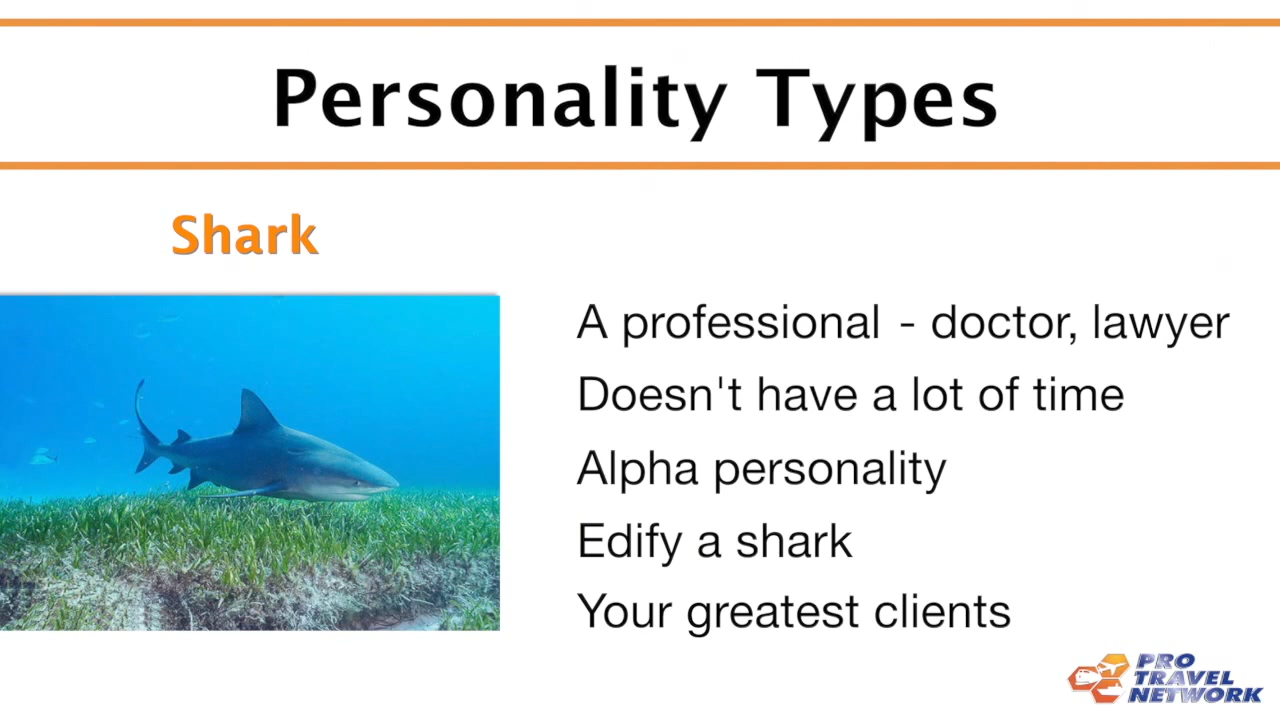 Personality Types
Shark
A professional - doctor, lawyer
Doesn't have a lot of time
Alpha personality
Edify a shark
Your greatest clients
PRO
TRAVEL
NETWORK